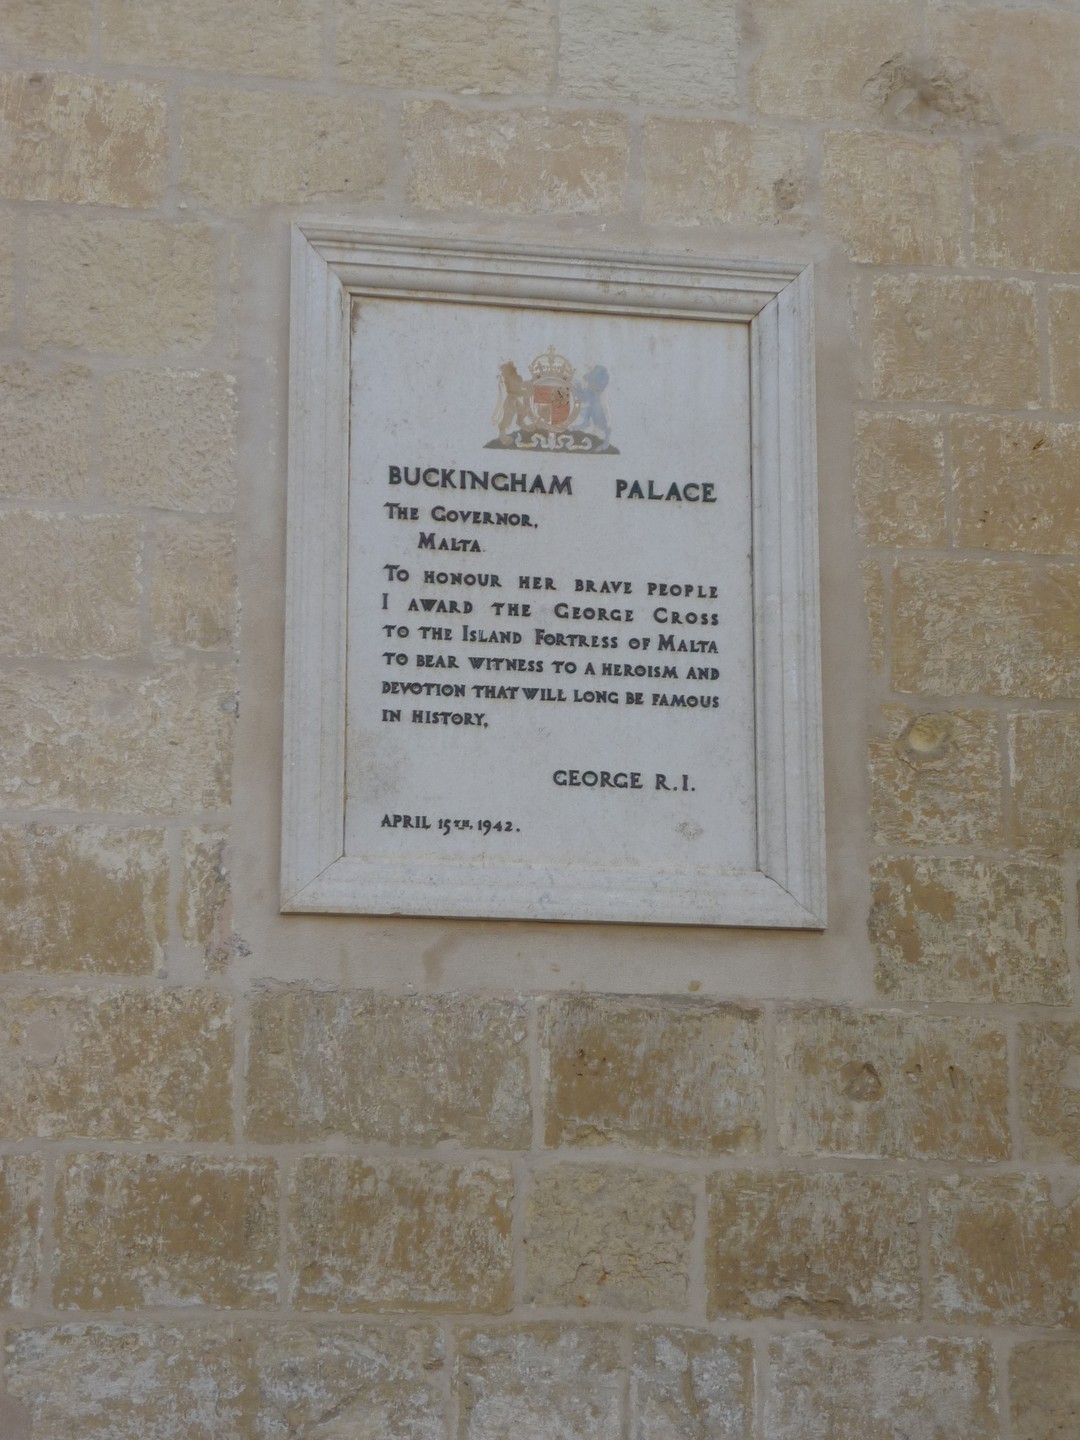 BUCKINGHAM PALACE
THE GOVERNOR,
MALTA.
TO HONOUR HER BRAVE PEOPLE
I AWARD THE GEORGE CROSS
TO THE ISLAND FORTRESS OF MALTA
TO BEAR WITNESS TO A HEROISM AND
DEVOTION THAT WILL LONG BE FAMOUS
IN HISTORY,
GEORGE R.I.
APRIL 15TH, 1942.